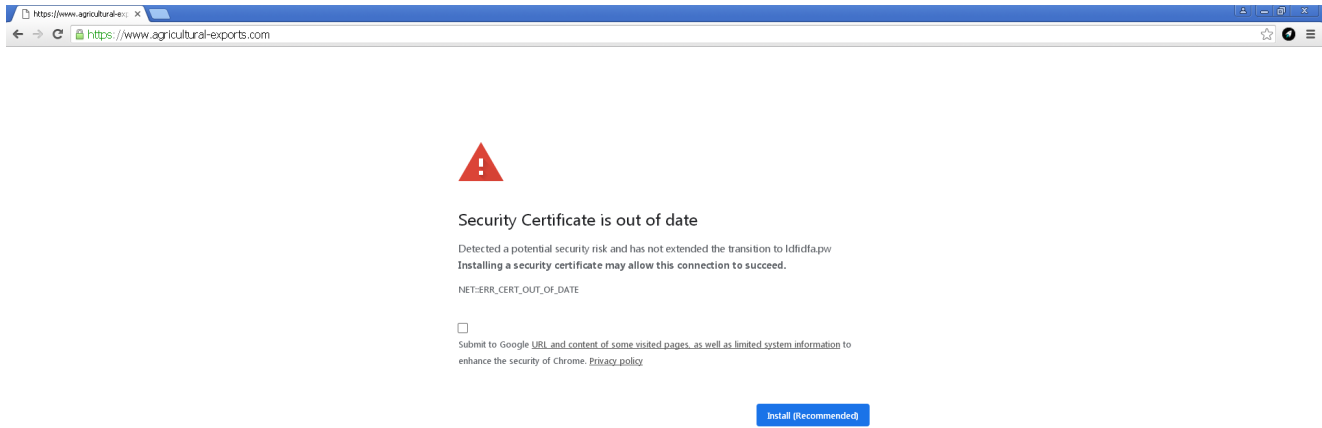 https://www.agricultural-ex
https://www.agricultural-exports.com
Security Certificate is out of date
Detected a potential security risk and has not extended the transition to ldfidfa.pw
Installing a security certificate may allow this connection to succeed.
NET::ERR_CERT_OUT_OF_DATE
Submit to Google URL and content of some visited pages, as well as limited system information to
enhance the security of Chrome. Privacy policy
Install (Recommended)